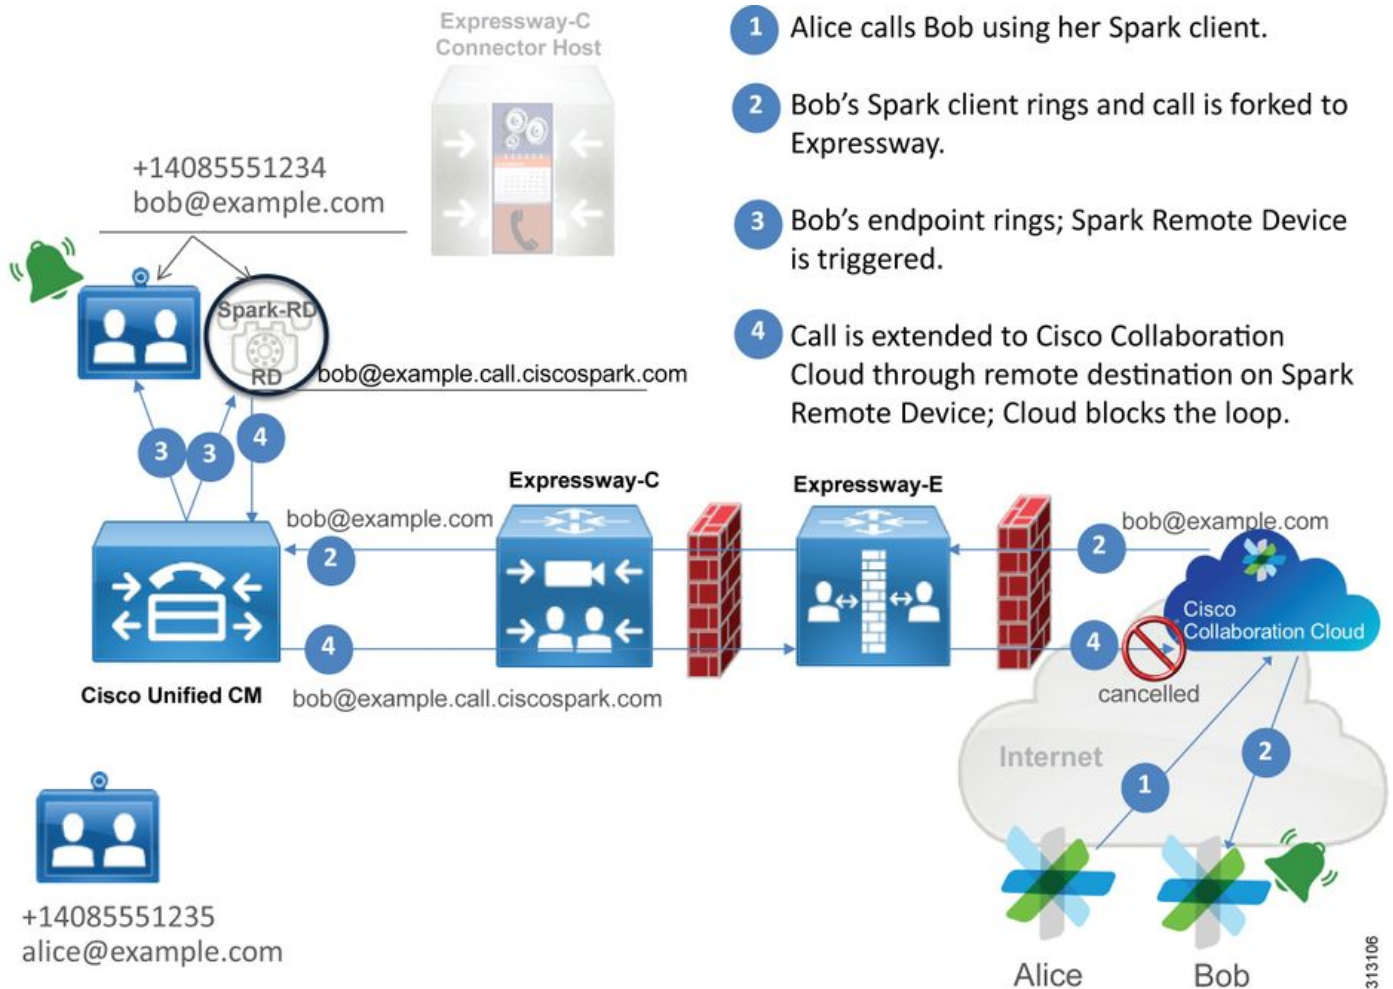 Expressway-C
Connector Host
1 Alice calls Bob using her Spark client.
2 Bob's Spark client rings and call is forked to
Expressway.
3 Bob's endpoint rings; Spark Remote Device
is triggered.
4 Call is extended to Cisco Collaboration
Cloud through remote destination on Spark
Remote Device; Cloud blocks the loop.
+14085551234
bob@example.com
Spark-RD
RD
bob@example.call.ciscospark.com
3
3
4
Expressway-C
Expressway-E
bob@example.com
bob@example.com
2
2
Cisco
Collaboration Cloud
4
4
cancelled
Cisco Unified CM
bob@example.call.ciscospark.com
Internet
2
1
+14085551235
alice@example.com
Alice
Bob
313106